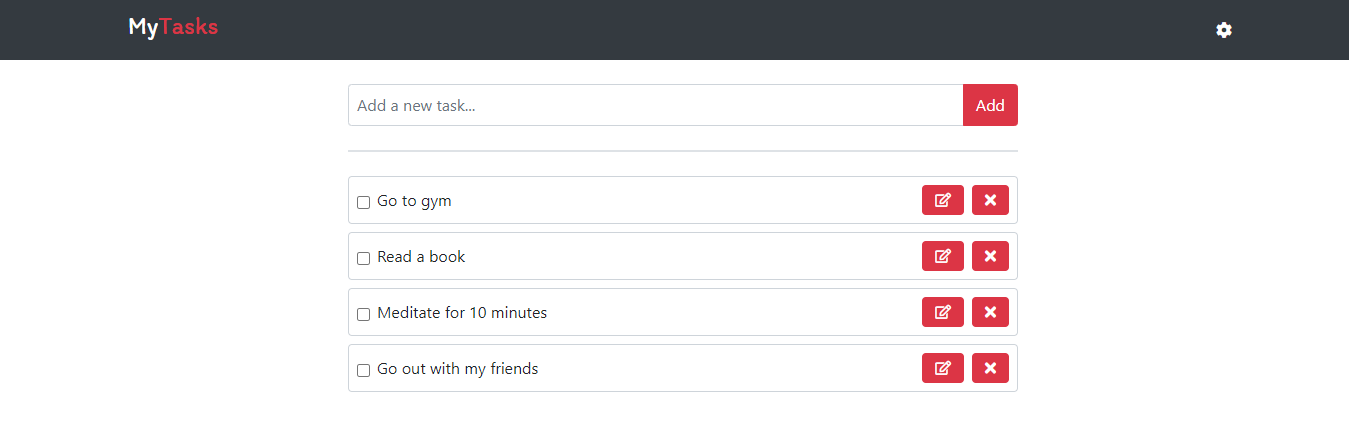 MyTasks
Add a new task...
Add
Go to gym
Read a book
Meditate for 10 minutes
Go out with my friends